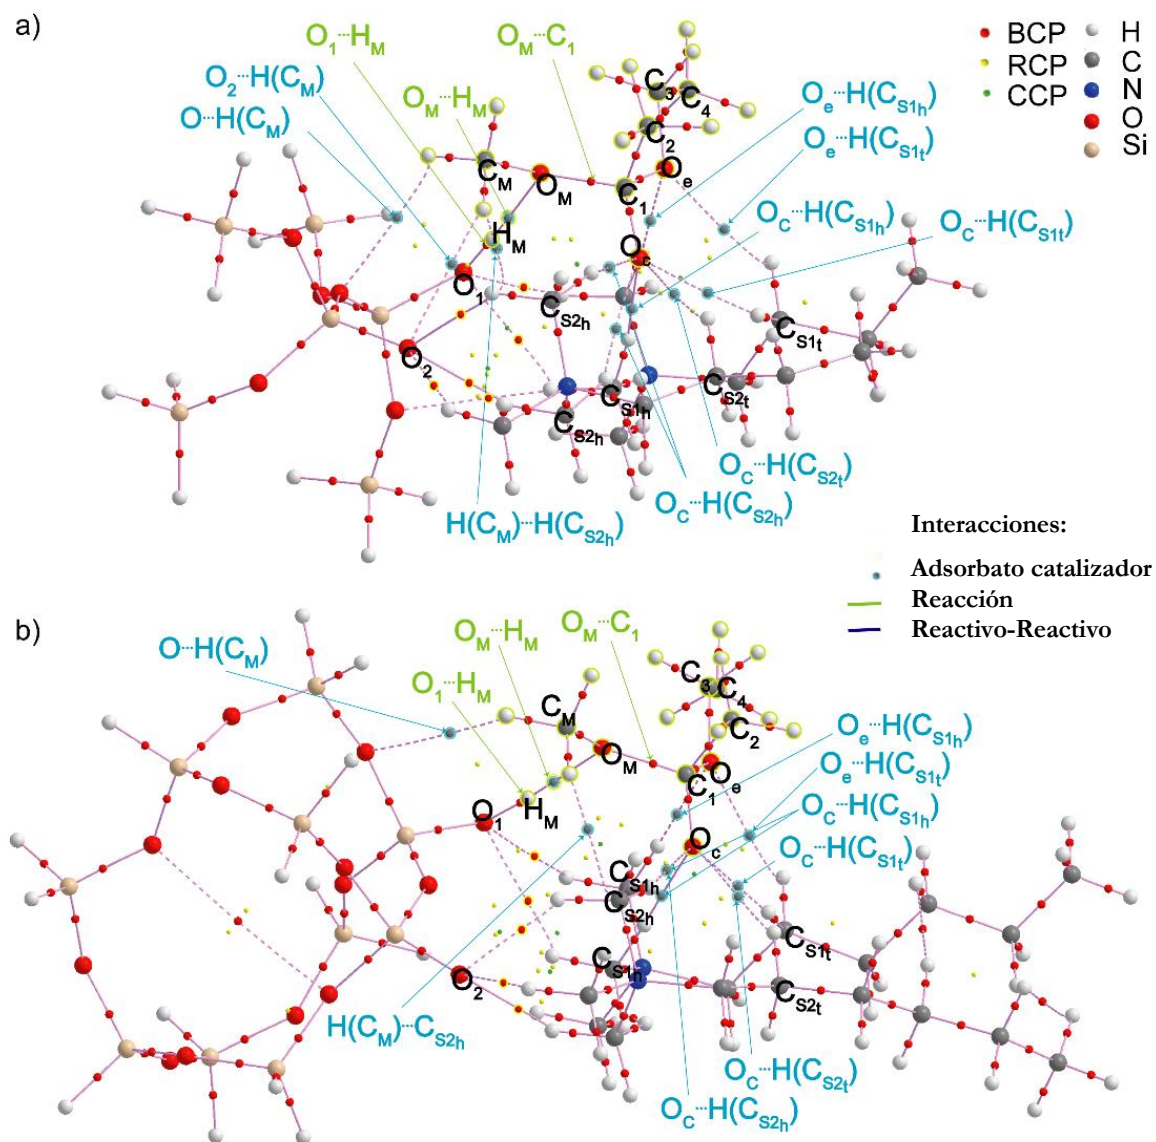 a)
O1···HM
OM···C1
BCP
H
RCP
C
CCP
N
O
Si
O2···H(CM)
OM···HM
O···H(CM)
Oe···H(CS1h)
Oe···H(CS1t)
OC···H(CS1h)
OC···H(CS1t)
C3
C4
C2
CM
OM
C1
Oe
HM
Oc
O1
CS2h
CS1t
O2
CS1h
CS2t
CS2h
OC···H(CS2t)
OC···H(CS2h)
H(CM)···H(CS2h)
Interacciones:
Adsorbato catalizador
Reacción
Reactivo-Reactivo
b)
O···H(CM)
OM···HM
OM···C1
O1···HM
C3
C4
CM
C2
Oe···H(CS1h)
OM
Oe···H(CS1t)
C1
Oe
O1
HM
OC···H(CS1h)
Oc
OC···H(CS1t)
CS1h
CS2h
CS1t
CS1h
O2
CS2t
H(CM)···CS2h
OC···H(CS2t)
OC···H(CS2h)